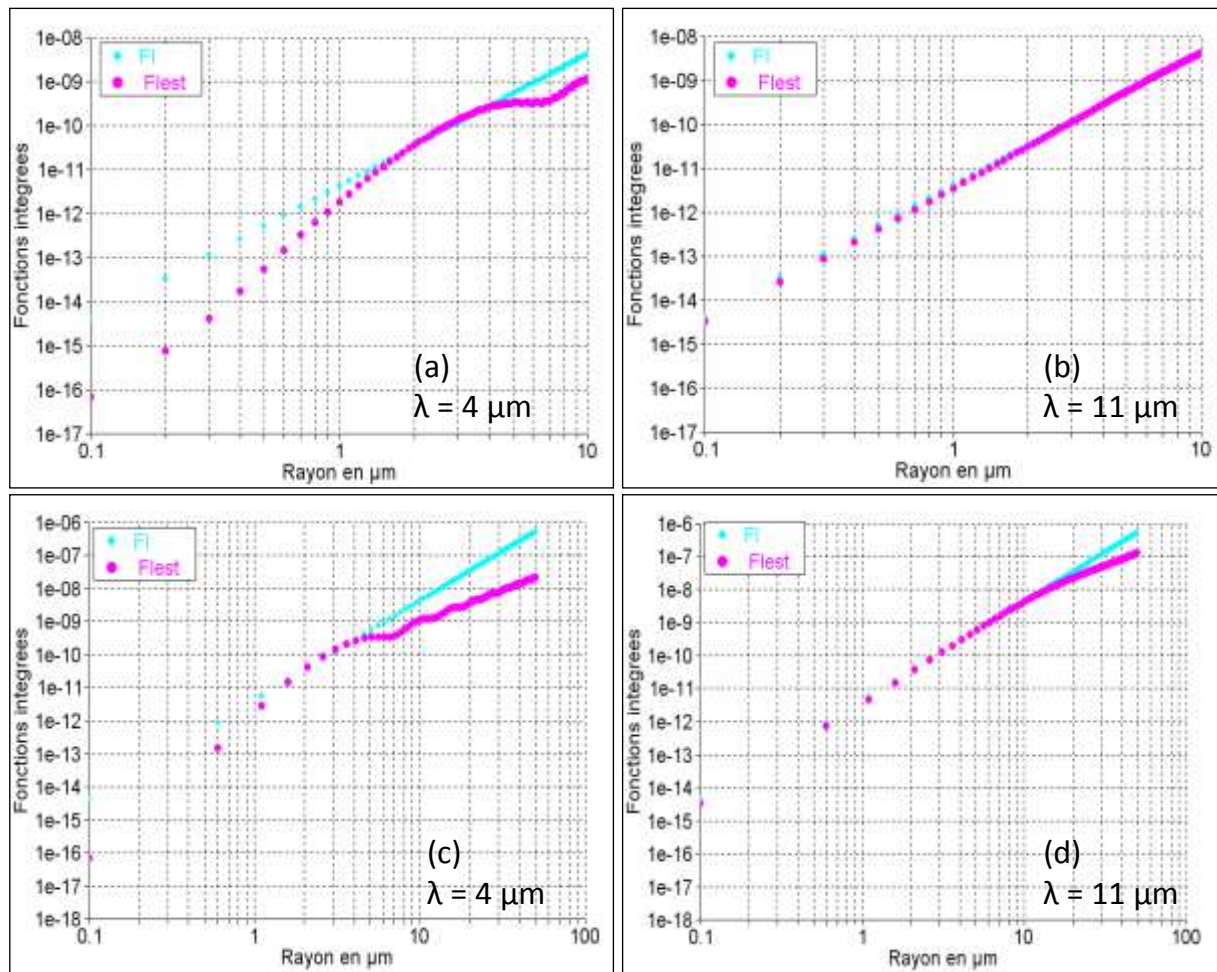 1e-08
1e-09
1e-10
1e-11
1e-12
1e-13
1e-14
1e-15
1e-16
1e-17
Fonctions integrees
FI
FIest
(a)
λ = 4 µm
0.1 1 10
Rayon en µm
1e-08
1e-09
1e-10
1e-11
1e-12
1e-13
1e-14
1e-15
1e-16
1e-17
Fonctions integrees
FI
FIest
(b)
λ = 11 µm
0.1 1 10
Rayon en µm
1e-06
1e-07
1e-08
1e-09
1e-10
1e-11
1e-12
1e-13
1e-14
1e-15
1e-16
1e-17
1e-18
Fonctions integrees
FI
FIest
(c)
λ = 4 µm
0.1 1 10 100
Rayon en µm
1e-6
1e-7
1e-8
1e-9
1e-10
1e-11
1e-12
1e-13
1e-14
1e-15
1e-16
1e-17
1e-18
Fonctions integrees
FI
FIest
(d)
λ = 11 µm
0.1 1 10 100
Rayon en µm